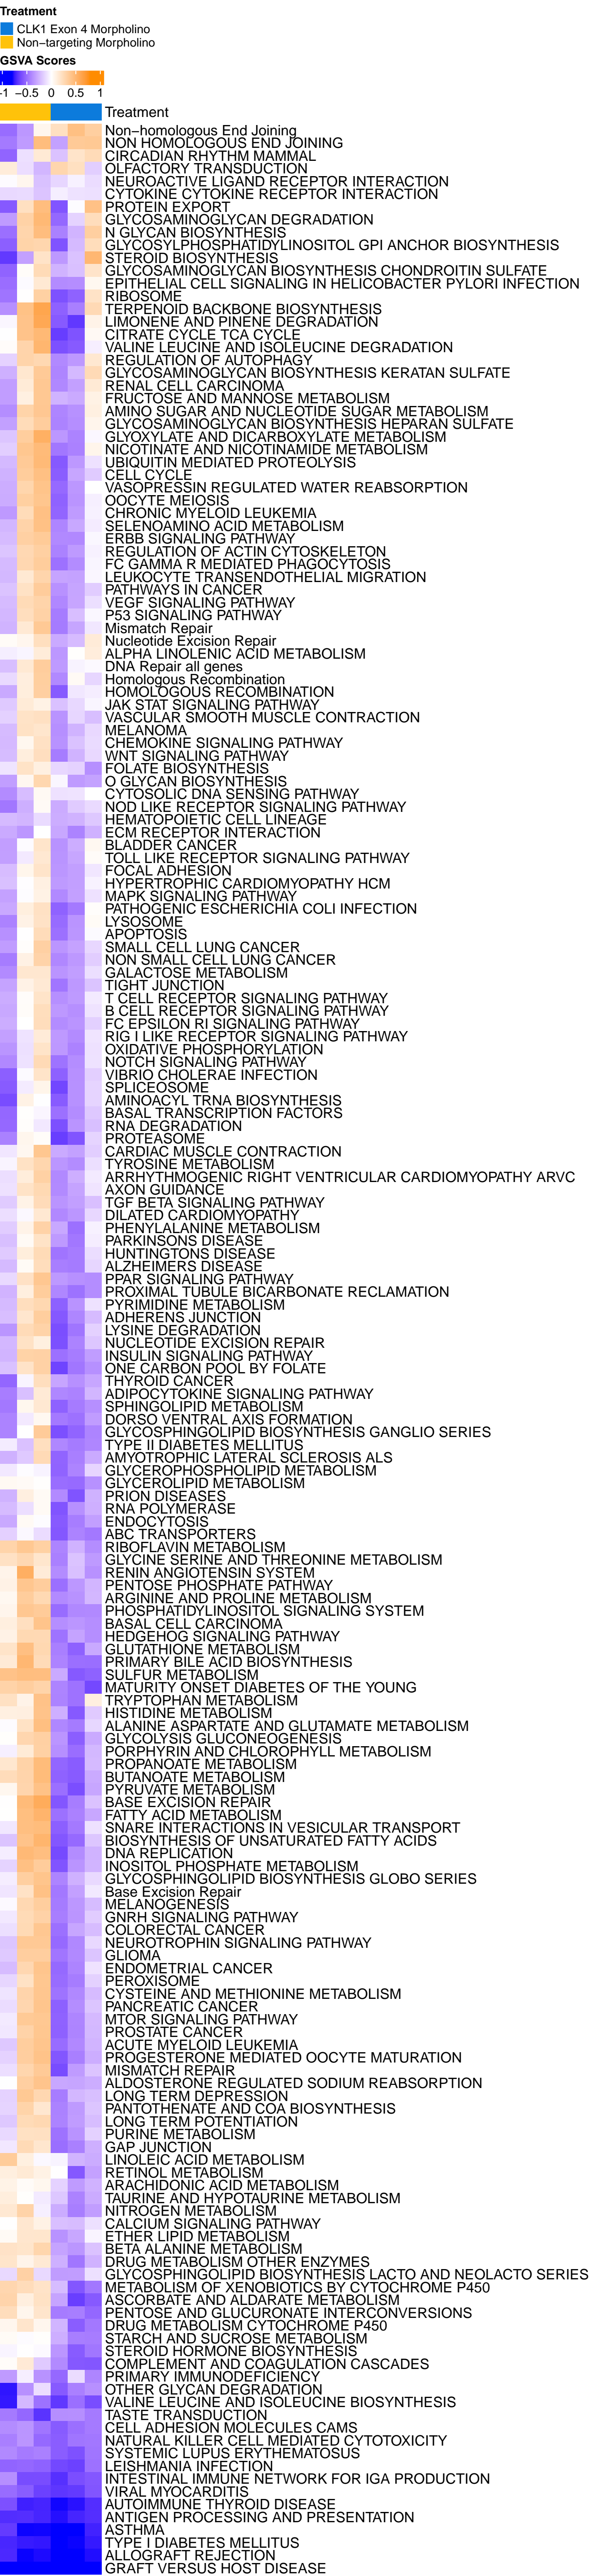 Treatment
CLK1 Exon 4 Morpholino
Non−targeting Morpholino
GSVA Scores
-1 −0.5 0 0.5 1
Treatment
Non−homologous End Joining
NON HOMOLOGOUS END JOINING
CIRCADIAN RHYTHM MAMMAL
OLFACTORY TRANSDUCTION
NEUROACTIVE LIGAND RECEPTOR INTERACTION
CYTOKINE CYTOKINE RECEPTOR INTERACTION
PROTEIN EXPORT
GLYCOSAMINOGLYCAN DEGRADATION
N GLYCAN BIOSYNTHESIS
GLYCOSYLPHOSPHATIDYLINOSITOL GPI ANCHOR BIOSYNTHESIS
STEROID BIOSYNTHESIS
GLYCOSAMINOGLYCAN BIOSYNTHESIS CHONDROITIN SULFATE
EPITHELIAL CELL SIGNALING IN HELICOBACTER PYLORI INFECTION
RIBOSOME
TERPENOID BACKBONE BIOSYNTHESIS
LIMONENE AND PINENE DEGRADATION
CITRATE CYCLE TCA CYCLE
VALINE LEUCINE AND ISOLEUCINE DEGRADATION
REGULATION OF AUTOPHAGY
GLYCOSAMINOGLYCAN BIOSYNTHESIS KERATAN SULFATE
RENAL CELL CARCINOMA
FRUCTOSE AND MANNOSE METABOLISM
AMINO SUGAR AND NUCLEOTIDE SUGAR METABOLISM
GLYCOSAMINOGLYCAN BIOSYNTHESIS HEPARAN SULFATE
GLYOXYLATE AND DICARBOXYLATE METABOLISM
NICOTINATE AND NICOTINAMIDE METABOLISM
UBIQUITIN MEDIATED PROTEOLYSIS
CELL CYCLE
VASOPRESSIN REGULATED WATER REABSORPTION
OOCYTE MEIOSIS
CHRONIC MYELOID LEUKEMIA
SELENOAMINO ACID METABOLISM
ERBB SIGNALING PATHWAY
REGULATION OF ACTIN CYTOSKELETON
FC GAMMA R MEDIATED PHAGOCYTOSIS
LEUKOCYTE TRANSENDOTHELIAL MIGRATION
PATHWAYS IN CANCER
VEGF SIGNALING PATHWAY
P53 SIGNALING PATHWAY
Mismatch Repair
Nucleotide Excision Repair
ALPHA LINOLENIC ACID METABOLISM
DNA Repair all genes
Homologous Recombination
HOMOLOGOUS RECOMBINATION
JAK STAT SIGNALING PATHWAY
VASCULAR SMOOTH MUSCLE CONTRACTION
MELANOMA
CHEMOKINE SIGNALING PATHWAY
WNT SIGNALING PATHWAY
FOLATE BIOSYNTHESIS
O GLYCAN BIOSYNTHESIS
CYTOSOLIC DNA SENSING PATHWAY
NOD LIKE RECEPTOR SIGNALING PATHWAY
HEMATOPOIETIC CELL LINEAGE
ECM RECEPTOR INTERACTION
BLADDER CANCER
TOLL LIKE RECEPTOR SIGNALING PATHWAY
FOCAL ADHESION
HYPERTROPHIC CARDIOMYOPATHY HCM
MAPK SIGNALING PATHWAY
PATHOGENIC ESCHERICHIA COLI INFECTION
LYSOSOME
APOPTOSIS
SMALL CELL LUNG CANCER
NON SMALL CELL LUNG CANCER
GALACTOSE METABOLISM
TIGHT JUNCTION
T CELL RECEPTOR SIGNALING PATHWAY
B CELL RECEPTOR SIGNALING PATHWAY
FC EPSILON RI SIGNALING PATHWAY
RIG I LIKE RECEPTOR SIGNALING PATHWAY
OXIDATIVE PHOSPHORYLATION
NOTCH SIGNALING PATHWAY
VIBRIO CHOLERAE INFECTION
SPLICEOSOME
AMINOACYL TRNA BIOSYNTHESIS
BASAL TRANSCRIPTION FACTORS
RNA DEGRADATION
PROTEASOME
CARDIAC MUSCLE CONTRACTION
TYROSINE METABOLISM
ARRHYTHMOGENIC RIGHT VENTRICULAR CARDIOMYOPATHY ARVC
AXON GUIDANCE
TGF BETA SIGNALING PATHWAY
DILATED CARDIOMYOPATHY
PHENYLALANINE METABOLISM
PARKINSONS DISEASE
HUNTINGTONS DISEASE
ALZHEIMERS DISEASE
PPAR SIGNALING PATHWAY
PROXIMAL TUBULE BICARBONATE RECLAMATION
PYRIMIDINE METABOLISM
ADHERENS JUNCTION
LYSINE DEGRADATION
NUCLEOTIDE EXCISION REPAIR
INSULIN SIGNALING PATHWAY
ONE CARBON POOL BY FOLATE
THYROID CANCER
ADIPOCYTOKINE SIGNALING PATHWAY
SPHINGOLIPID METABOLISM
DORSO VENTRAL AXIS FORMATION
GLYCOSPHINGOLIPID BIOSYNTHESIS GANGLIO SERIES
TYPE II DIABETES MELLITUS
AMYOTROPHIC LATERAL SCLEROSIS ALS
GLYCEROPHOSPHOLIPID METABOLISM
GLYCEROLIPID METABOLISM
PRION DISEASES
RNA POLYMERASE
ENDOCYTOSIS
ABC TRANSPORTERS
RIBOFLAVIN METABOLISM
GLYCINE SERINE AND THREONINE METABOLISM
RENIN ANGIOTENSIN SYSTEM
PENTOSE PHOSPHATE PATHWAY
ARGININE AND PROLINE METABOLISM
PHOSPHATIDYLINOSITOL SIGNALING SYSTEM
BASAL CELL CARCINOMA
HEDGEHOG SIGNALING PATHWAY
GLUTATHIONE METABOLISM
PRIMARY BILE ACID BIOSYNTHESIS
SULFUR METABOLISM
MATURITY ONSET DIABETES OF THE YOUNG
TRYPTOPHAN METABOLISM
HISTIDINE METABOLISM
ALANINE ASPARTATE AND GLUTAMATE METABOLISM
GLYCOLYSIS GLUCONEOGENESIS
PORPHYRIN AND CHLOROPHYLL METABOLISM
PROPANOATE METABOLISM
BUTANOATE METABOLISM
PYRUVATE METABOLISM
BASE EXCISION REPAIR
FATTY ACID METABOLISM
SNARE INTERACTIONS IN VESICULAR TRANSPORT
BIOSYNTHESIS OF UNSATURATED FATTY ACIDS
DNA REPLICATION
INOSITOL PHOSPHATE METABOLISM
GLYCOSPHINGOLIPID BIOSYNTHESIS GLOBO SERIES
Base Excision Repair
MELANOGENESIS
GNRH SIGNALING PATHWAY
COLORECTAL CANCER
NEUROTROPHIN SIGNALING PATHWAY
GLIOMA
ENDOMETRIAL CANCER
PEROXISOME
CYSTEINE AND METHIONINE METABOLISM
PANCREATIC CANCER
MTOR SIGNALING PATHWAY
PROSTATE CANCER
ACUTE MYELOID LEUKEMIA
PROGESTERONE MEDIATED OOCYTE MATURATION
MISMATCH REPAIR
ALDOSTERONE REGULATED SODIUM REABSORPTION
LONG TERM DEPRESSION
PANTOTHENATE AND COA BIOSYNTHESIS
LONG TERM POTENTIATION
PURINE METABOLISM
GAP JUNCTION
LINOLEIC ACID METABOLISM
RETINOL METABOLISM
ARACHIDONIC ACID METABOLISM
TAURINE AND HYPOTAURINE METABOLISM
NITROGEN METABOLISM
CALCIUM SIGNALING PATHWAY
ETHER LIPID METABOLISM
BETA ALANINE METABOLISM
DRUG METABOLISM OTHER ENZYMES
GLYCOSPHINGOLIPID BIOSYNTHESIS LACTO AND NEOLACTO SERIES
METABOLISM OF XENOBIOTICS BY CYTOCHROME P450
ASCORBATE AND ALDARATE METABOLISM
PENTOSE AND GLUCURONATE INTERCONVERSIONS
DRUG METABOLISM CYTOCHROME P450
STARCH AND SUCROSE METABOLISM
STEROID HORMONE BIOSYNTHESIS
COMPLEMENT AND COAGULATION CASCADES
PRIMARY IMMUNODEFICIENCY
OTHER GLYCAN DEGRADATION
VALINE LEUCINE AND ISOLEUCINE BIOSYNTHESIS
TASTE TRANSDUCTION
CELL ADHESION MOLECULES CAMS
NATURAL KILLER CELL MEDIATED CYTOTOXICITY
SYSTEMIC LUPUS ERYTHEMATOSUS
LEISHMANIA INFECTION
INTESTINAL IMMUNE NETWORK FOR IGA PRODUCTION
VIRAL MYOCARDITIS
AUTOIMMUNE THYROID DISEASE
ANTIGEN PROCESSING AND PRESENTATION
ASTHMA
TYPE I DIABETES MELLITUS
ALLOGRAFT REJECTION
GRAFT VERSUS HOST DISEASE